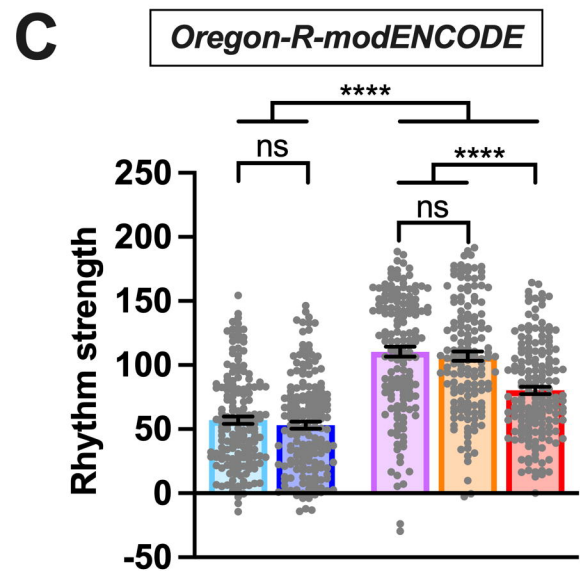 C
Oregon-R-modENCODE
****
ns
****
ns
Rhythm strength
250
200
150
100
50
0
-50